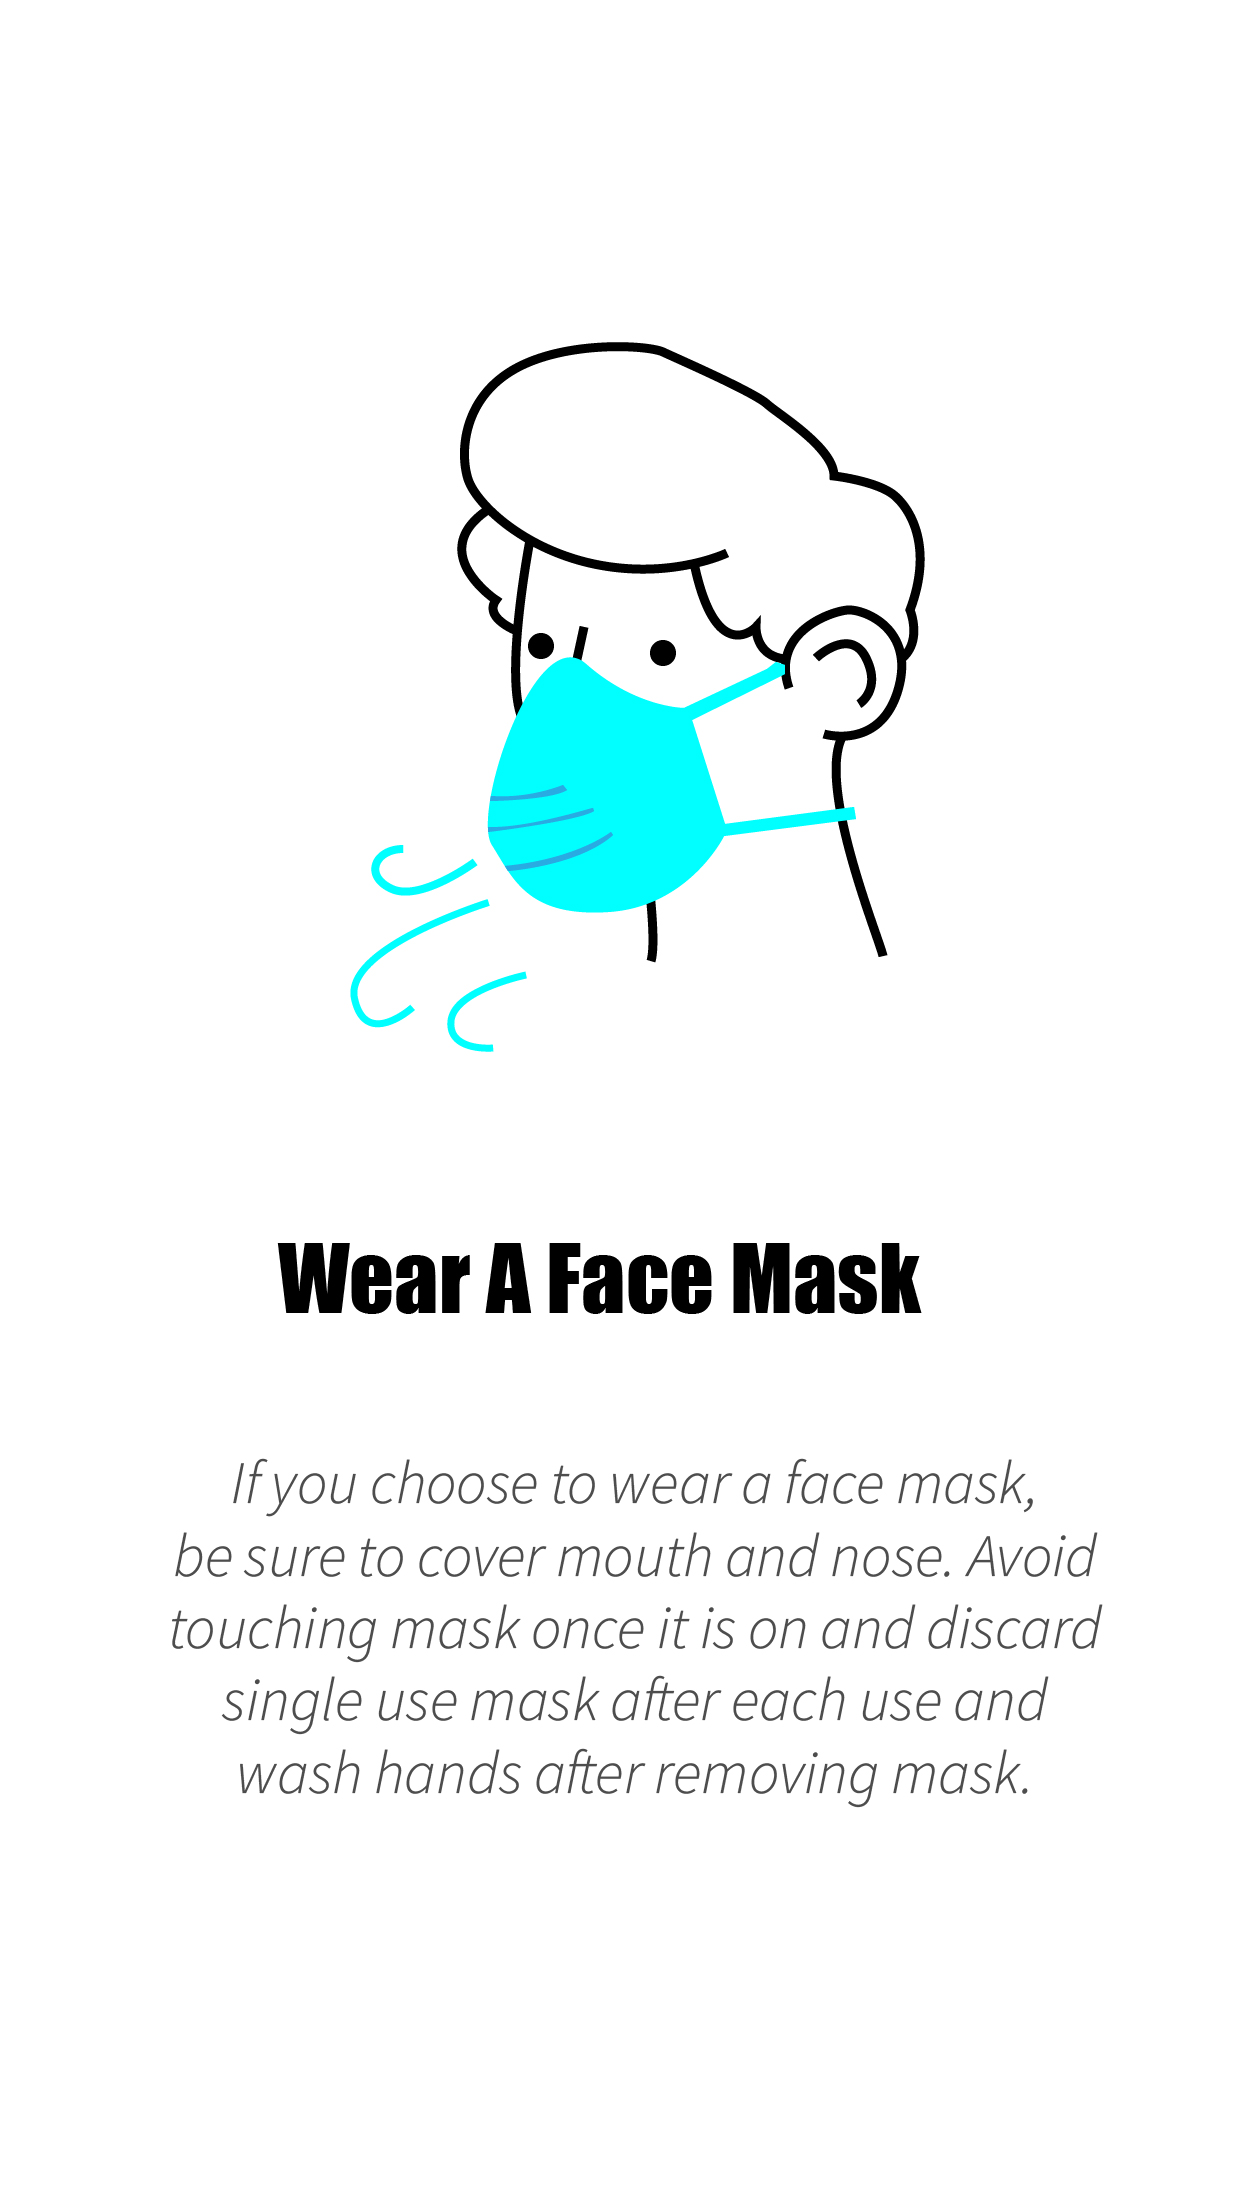 Wear A Face Mask
If you choose to wear a face mask,
be sure to cover mouth and nose. Avoid
touching mask once it is on and discard
single use mask after each use and
wash hands after removing mask.